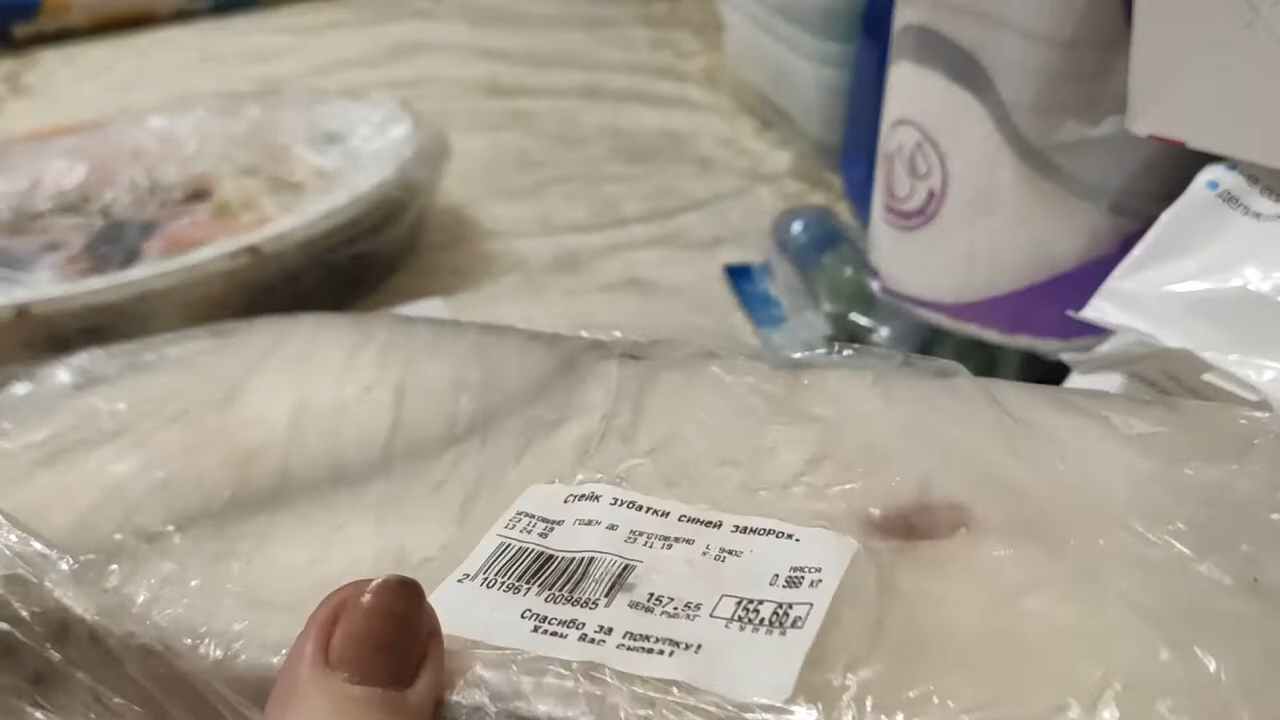 Стейк зубатки синей заморож.
УПАКОВАНО ГОДЕН ДО ИЗГОТОВЛЕНО L:9402
23 11 19 23 11 19 №:01
13 24 45
МАССА
0.988 кг
2 101961 009885
157.55 155.66
ЦЕНА.РУБ/КГ СУММА
Спасибо за покупку!
Ждем Вас снова!